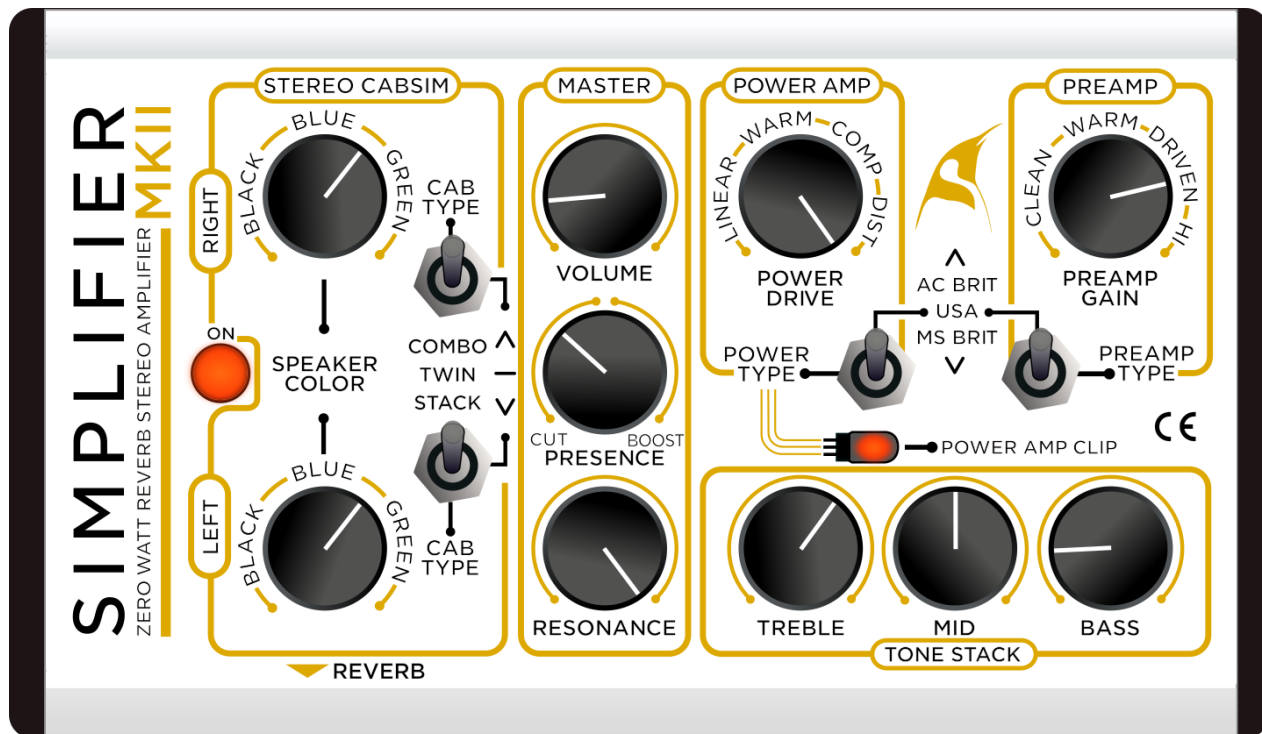 SIMPLIFIER
MKII
ZERO WATT REVERB STEREO AMPLIFIER
STEREO CABSIM
RIGHT
BLACK
BLUE
GREEN
CAB
TYPE
ON
SPEAKER
COLOR
COMBO
TWIN
STACK
LEFT
BLACK
BLUE
GREEN
CAB
TYPE
REVERB
MASTER
VOLUME
CUT
BOOST
PRESENCE
RESONANCE
POWER AMP
LINEAR
WARM
COMP
DIST
POWER
DRIVE
POWER
TYPE
AC BRIT
USA
MS BRIT
PREAMP
CLEAN
WARM
DRIVEN
HI
PREAMP
GAIN
PREAMP
TYPE
CE
POWER AMP CLIP
TREBLE
MID
BASS
TONE STACK